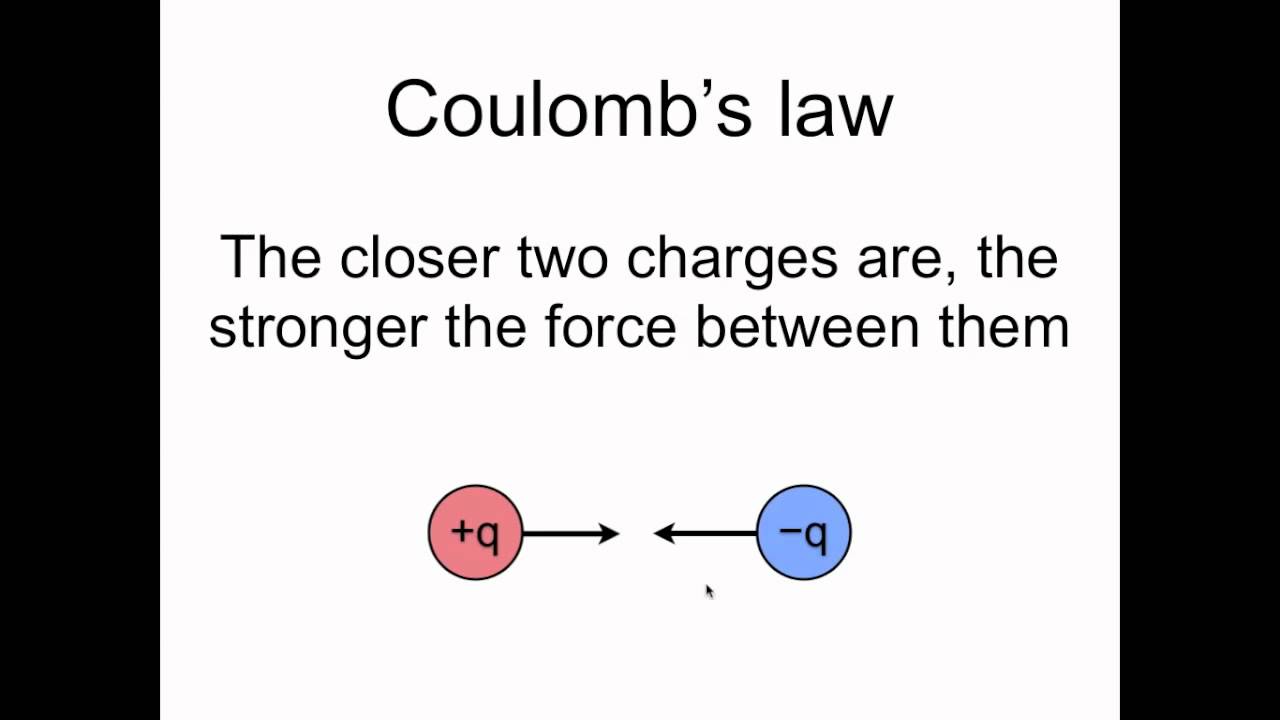 Coulomb’s law
The closer two charges are, the
stronger the force between them
+q
−q